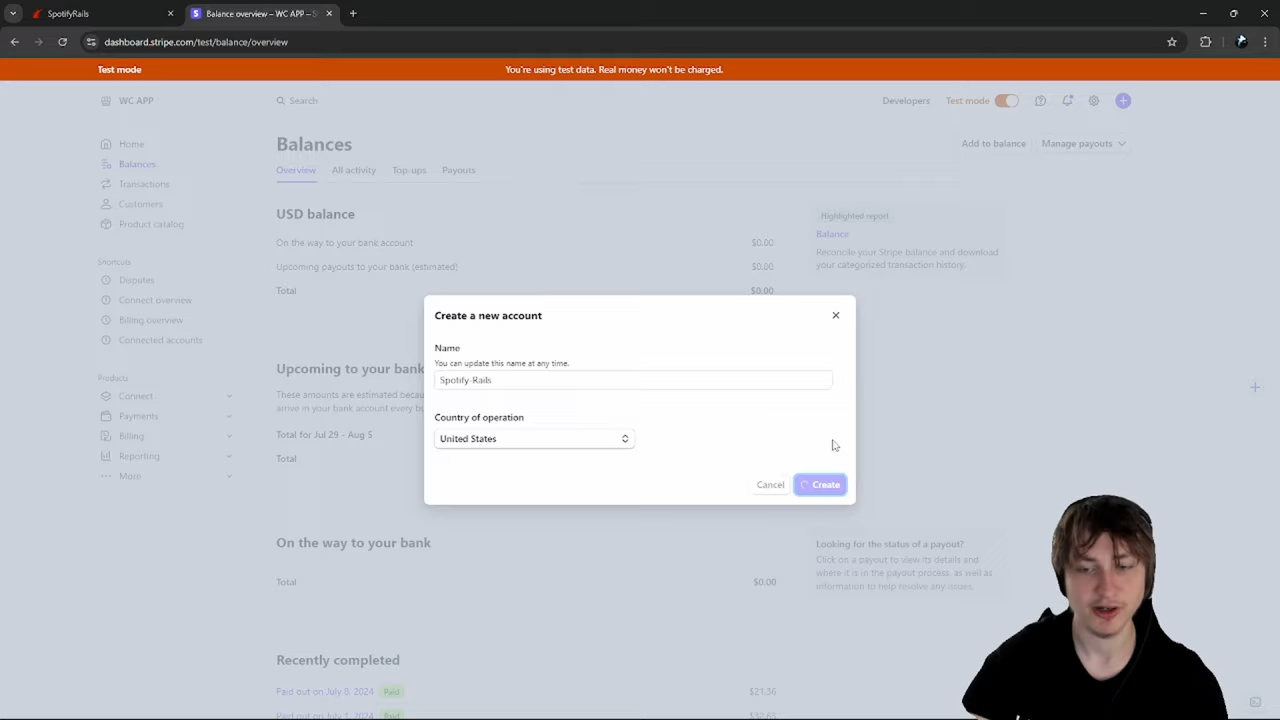 SpotifyRails
Balance overview – WC APP – S
dashboard.stripe.com/test/balance/overview
Test mode
You're using test data. Real money won't be charged.
WC APP
Search
Developers
Test mode
Home
Balances
Transactions
Customers
Product catalog
Shortcuts
Disputes
Connect overview
Billing overview
Connected accounts
Products
Connect
Payments
Billing
Reporting
More
Balances
Add to balance
Manage payouts
Overview
All activity
Top-ups
Payouts
USD balance
On the way to your bank account
$0.00
Upcoming payouts to your bank (estimated)
$0.00
Total
$0.00
Highlighted report
Balance
Reconcile your Stripe balance and download
your categorized transaction history.
Upcoming to your bank
These amounts are estimated becau
arrive in your bank account every bu
Total for Jul 29 - Aug 5
Total
Create a new account
Name
You can update this name at any time.
Spotify-Rails
Country of operation
United States
Cancel
Create
On the way to your bank
Total
$0.00
Looking for the status of a payout?
Click on a payout to view its details and
where it is in the payout process, as well as
information to help resolve any issues.
Recently completed
Paid out on July 8, 2024
Paid
$21.36
Paid out on July 1, 2024
Paid
$32.65